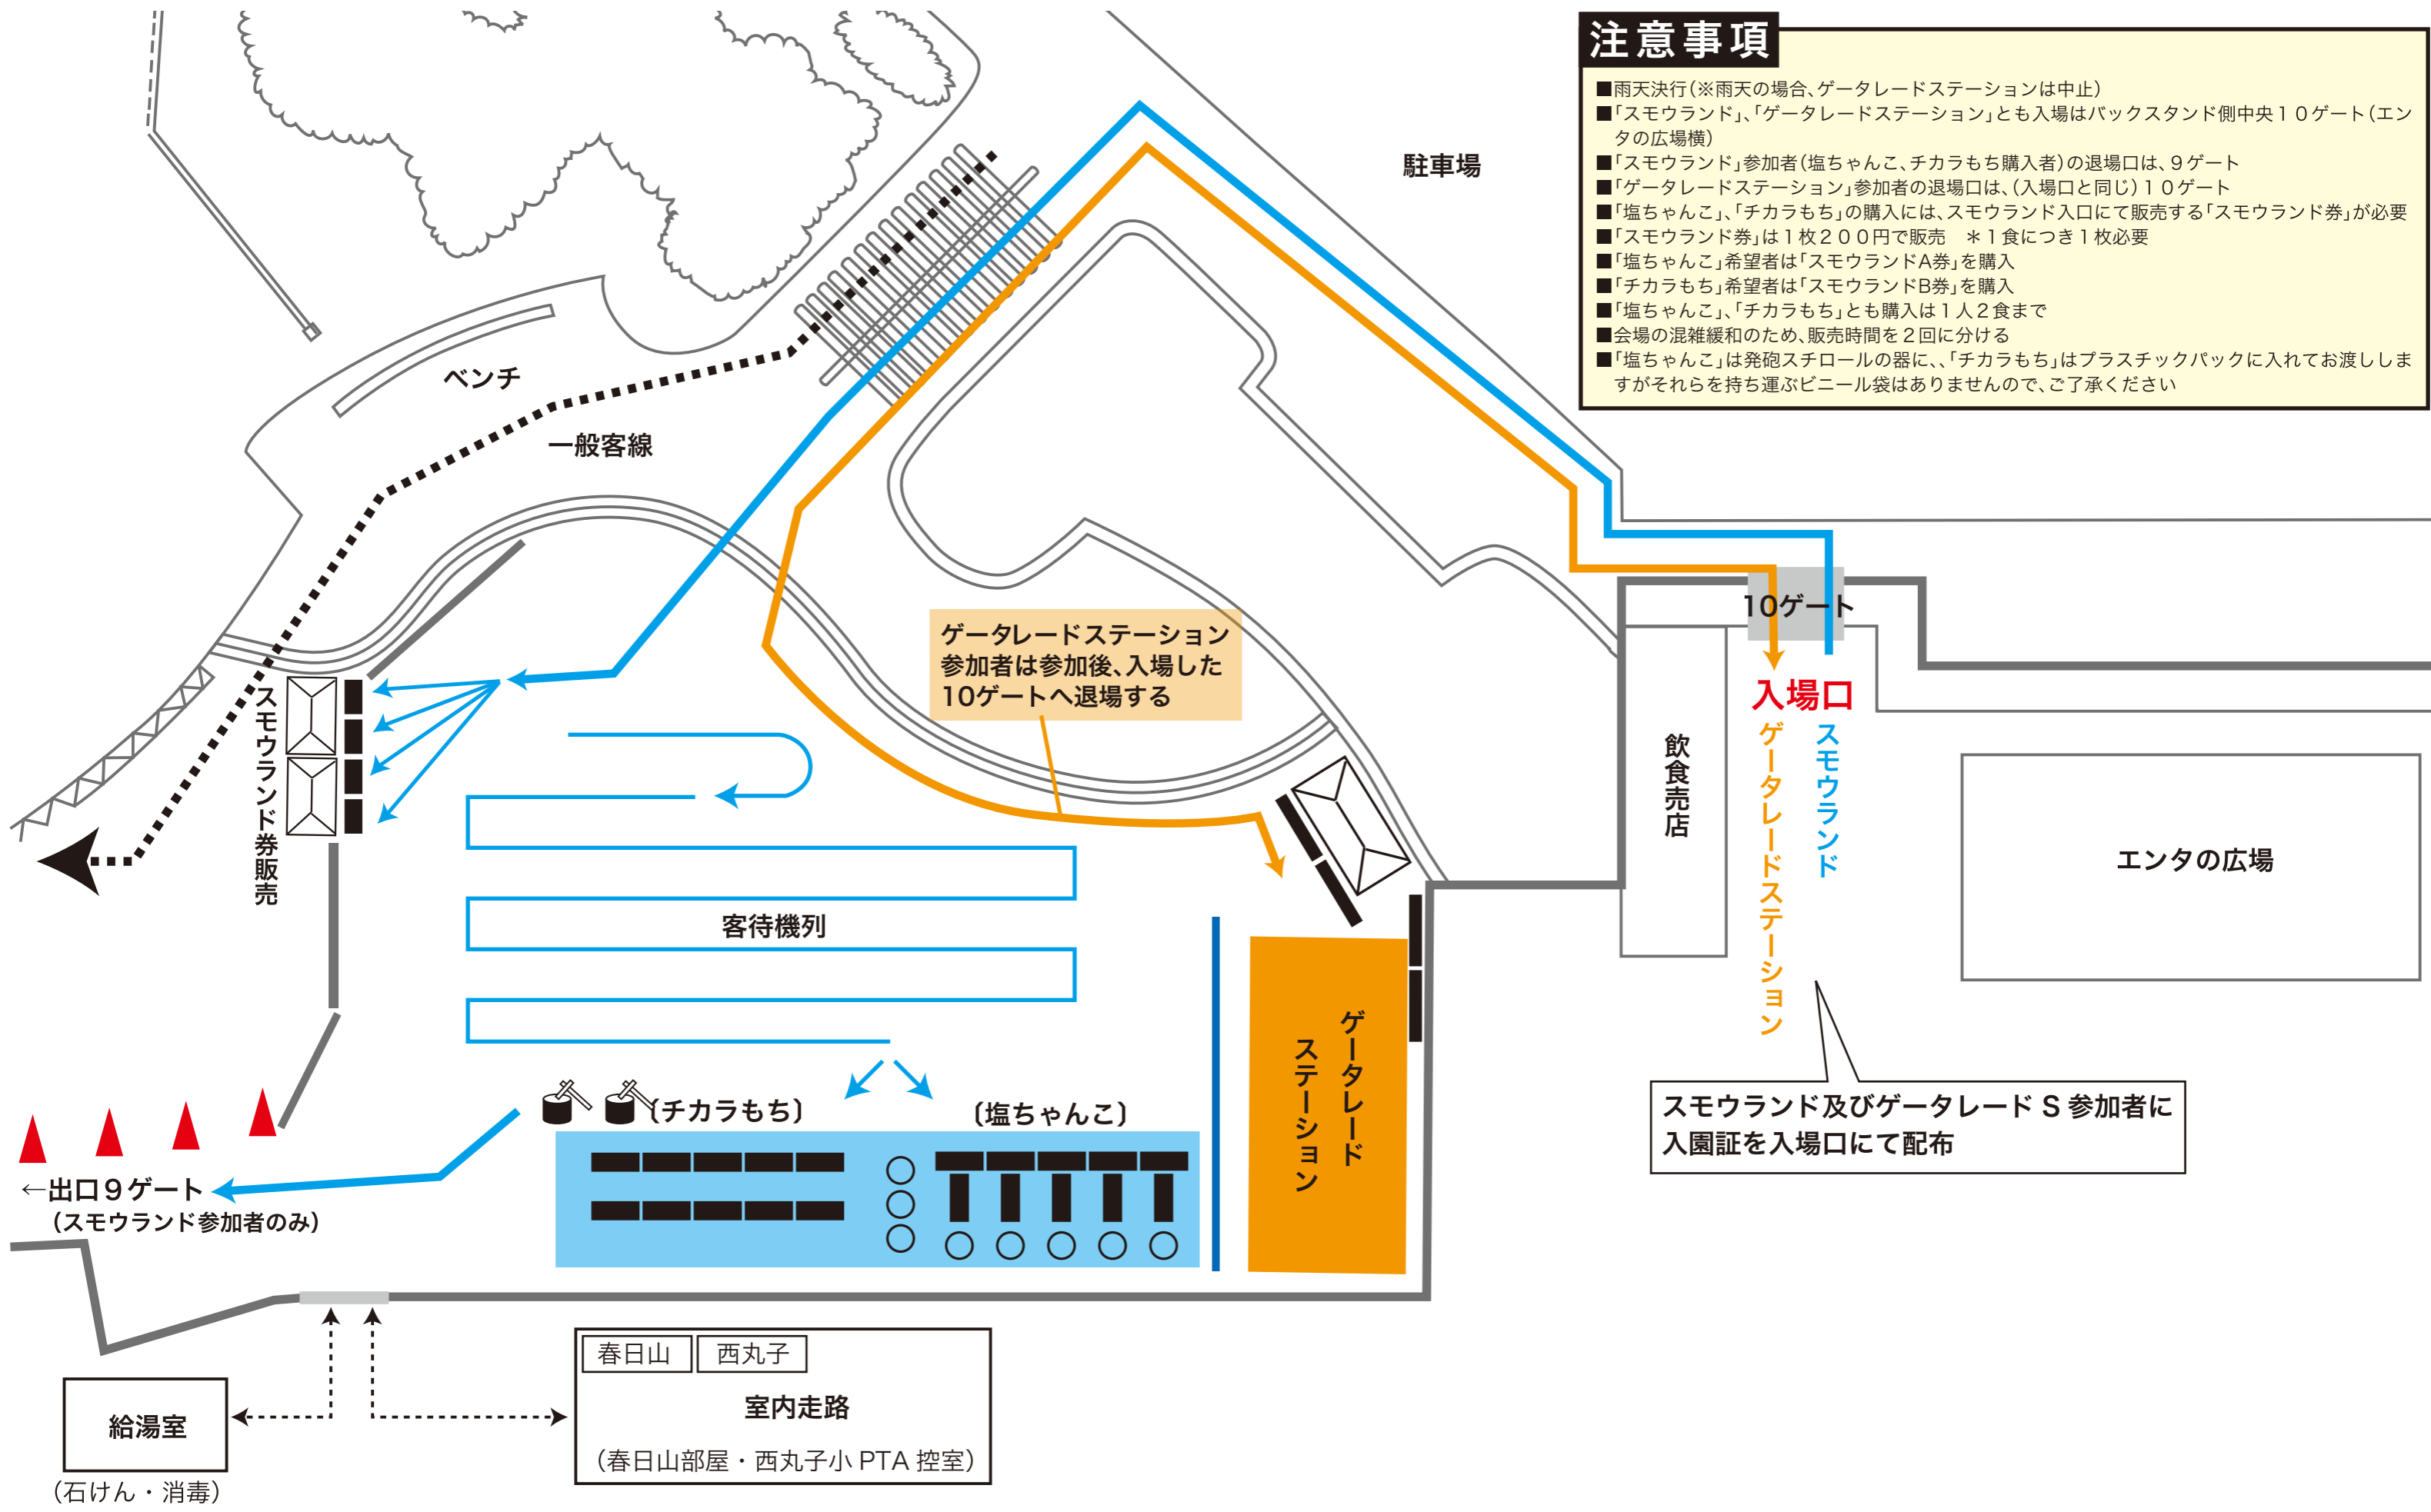 注意事項
■雨天決行（※雨天の場合、ゲータレードステーションは中止）
■「スモウランド」、「ゲータレードステーション」とも入場はバックスタンド側中央１０ゲート（エン
タの広場横）
■「スモウランド」参加者（塩ちゃんこ、チカラもち購入者）の退場口は、９ゲート
■「ゲータレードステーション」参加者の退場口は、（入場口と同じ）１０ゲート
■「塩ちゃんこ」、「チカラもち」の購入には、スモウランド入口にて販売する「スモウランド券」が必要
■「スモウランド券」は１枚２００円で販売　＊１食につき１枚必要
■「塩ちゃんこ」希望者は「スモウランドA券」を購入
■「チカラもち」希望者は「スモウランドB券」を購入
■「塩ちゃんこ」、「チカラもち」とも購入は１人２食まで
■会場の混雑緩和のため、販売時間を２回に分ける
■「塩ちゃんこ」は発砲スチロールの器に、、「チカラもち」はプラスチックパックに入れてお渡ししま
すがそれらを持ち運ぶビニール袋はありませんので、ご了承ください
駐車場
ベンチ
一般客線
10ゲート
ゲータレードステーション
参加者は参加後、入場した
10ゲートへ退場する
入場口
スモウランド
ゲータレードステーション
飲食売店
エンタの広場
スモウランド券販売
客待機列
ゲータレード
ステーション
スモウランド及びゲータレード S 参加者に
入園証を入場口にて配布
〔チカラもち〕
〔塩ちゃんこ〕
←出口９ゲート
（スモウランド参加者のみ）
春日山
西丸子
室内走路
（春日山部屋・西丸子小 PTA 控室）
給湯室
（石けん・消毒）